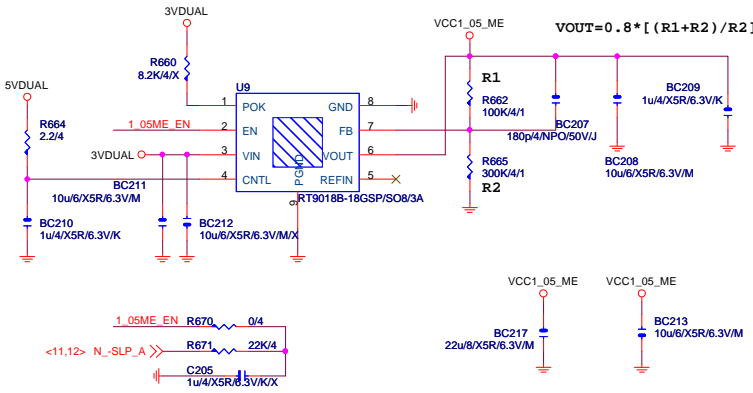 3VDUAL
VCC1_05_ME
VOUT=0.8*[(R1+R2)/R2]
R660
8.2K/4/X
5VDUAL
U9
R1
BC209
1u/4/X5R/6.3V/K
1 POK
GND 8
R662
100K/4/1
R664
2.2/4
1_05ME_EN
2 EN
FB 7
BC207
180p/4/NPO/50V/J
3VDUAL
3 VIN
VOUT 6
R665
300K/4/1
BC208
10u/6/X5R/6.3V/M
4 CNTL
PGND
REFIN 5
R2
BC211
10u/6/X5R/6.3V/M
9
RT9018B-18GSP/SO8/3A
BC210
1u/4/X5R/6.3V/K
BC212
10u/6/X5R/6.3V/M/X
VCC1_05_ME
VCC1_05_ME
1_05ME_EN R670 0/4
BC217
22u/8/X5R/6.3V/M
BC213
10u/6/X5R/6.3V/M
<11,12> N_-SLP_A R671 22K/4
C205
1u/4/X5R/6.3V/K/X